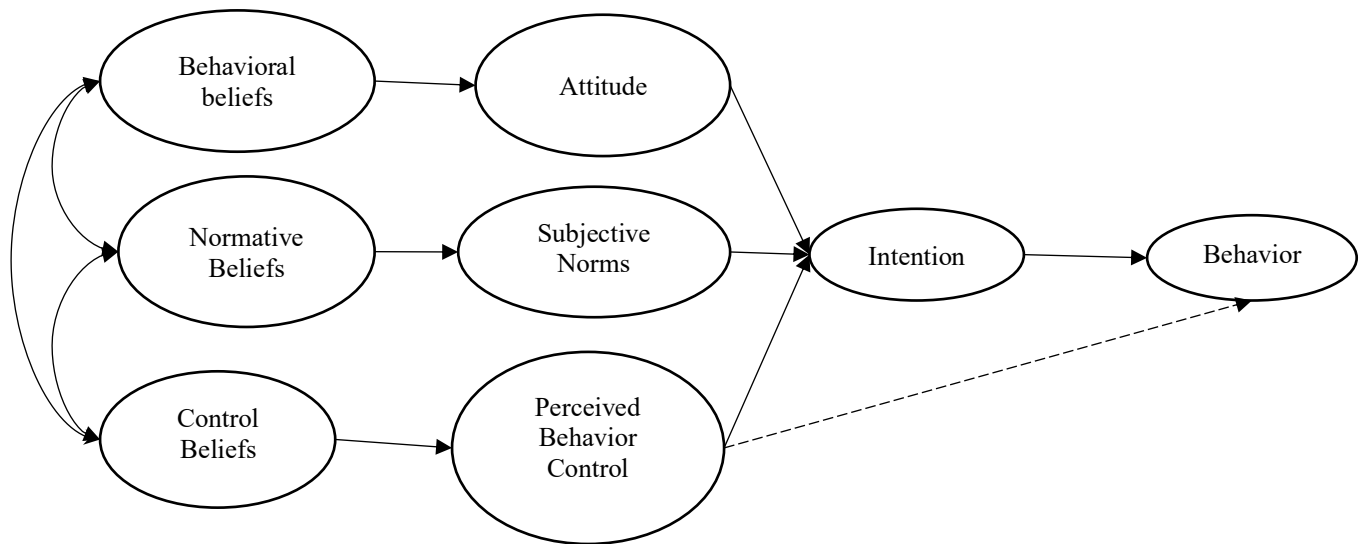 Behavioral
beliefs
Attitude
Normative
Beliefs
Subjective
Norms
Intention
Behavior
Control
Beliefs
Perceived
Behavior
Control